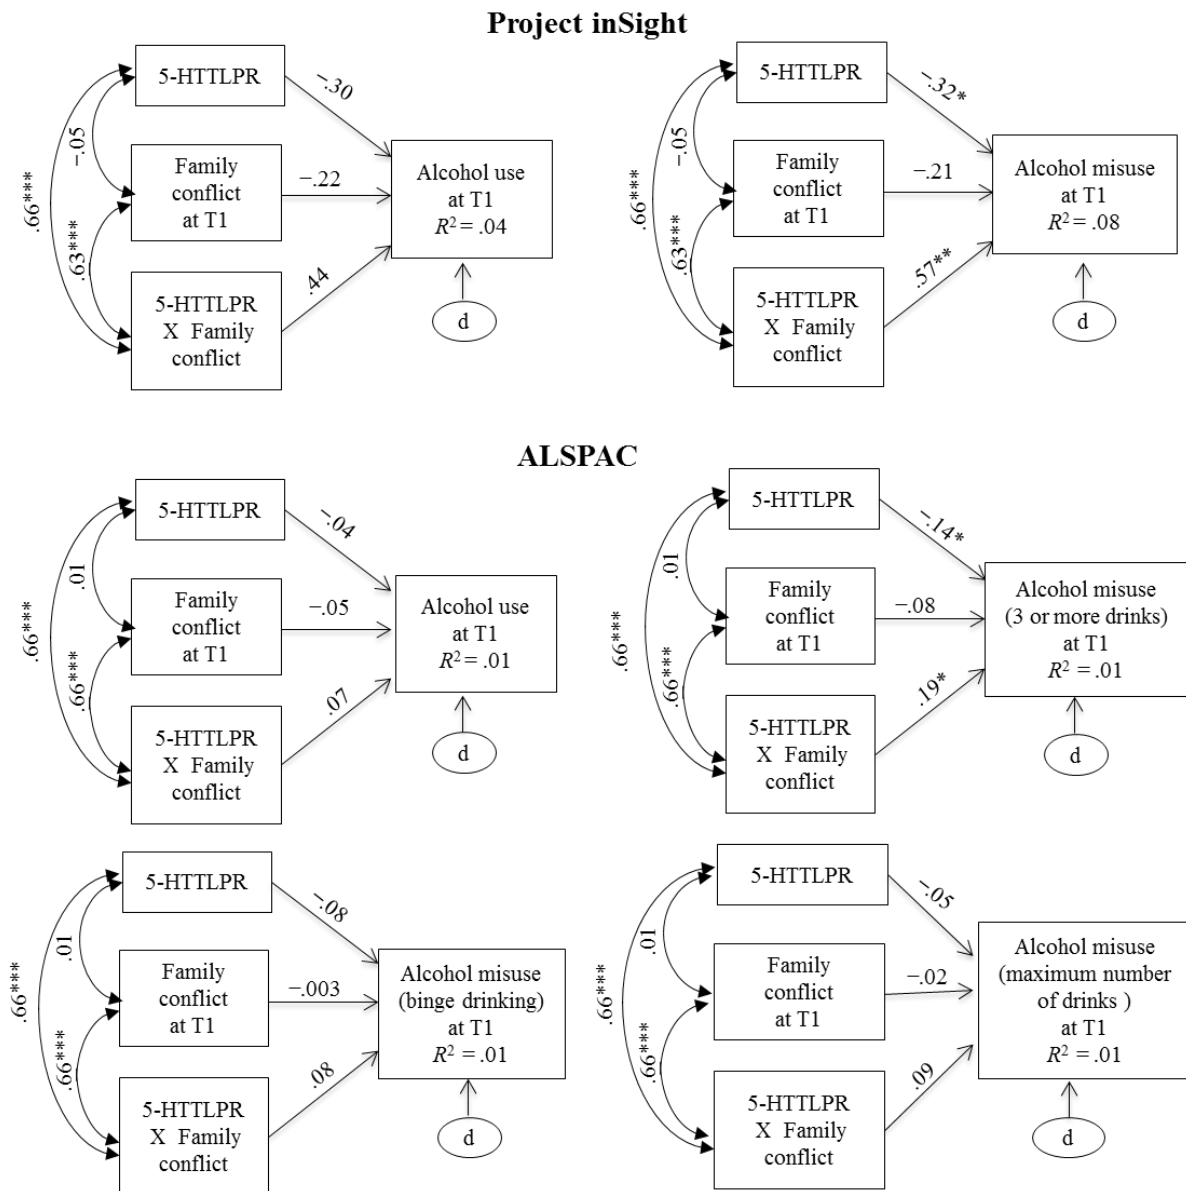 Project inSight
5-HTTLPR
−.30
−.05
.66***
Family
conflict
at T1
−.22
Alcohol use
at T1
R² = .04
.63***
5-HTTLPR
X Family
conflict
.44
d
5-HTTLPR
−.32*
−.05
.66***
Family
conflict
at T1
−.21
Alcohol misuse
at T1
R² = .08
.63***
5-HTTLPR
X Family
conflict
.57**
d
ALSPAC
5-HTTLPR
−.04
.01
.66***
Family
conflict
at T1
−.05
Alcohol use
at T1
R² = .01
.66***
5-HTTLPR
X Family
conflict
.07
d
5-HTTLPR
−.14*
.01
.66***
Family
conflict
at T1
−.08
Alcohol misuse
(3 or more drinks)
at T1
R² = .01
.66***
5-HTTLPR
X Family
conflict
.19*
d
5-HTTLPR
−.08
.01
.66***
Family
conflict
at T1
−.003
Alcohol misuse
(binge drinking)
at T1
R² = .01
.66***
5-HTTLPR
X Family
conflict
.08
d
5-HTTLPR
−.05
.01
.66***
Family
conflict
at T1
−.02
Alcohol misuse
(maximum number
of drinks )
at T1
R² = .01
.66***
5-HTTLPR
X Family
conflict
.09
d